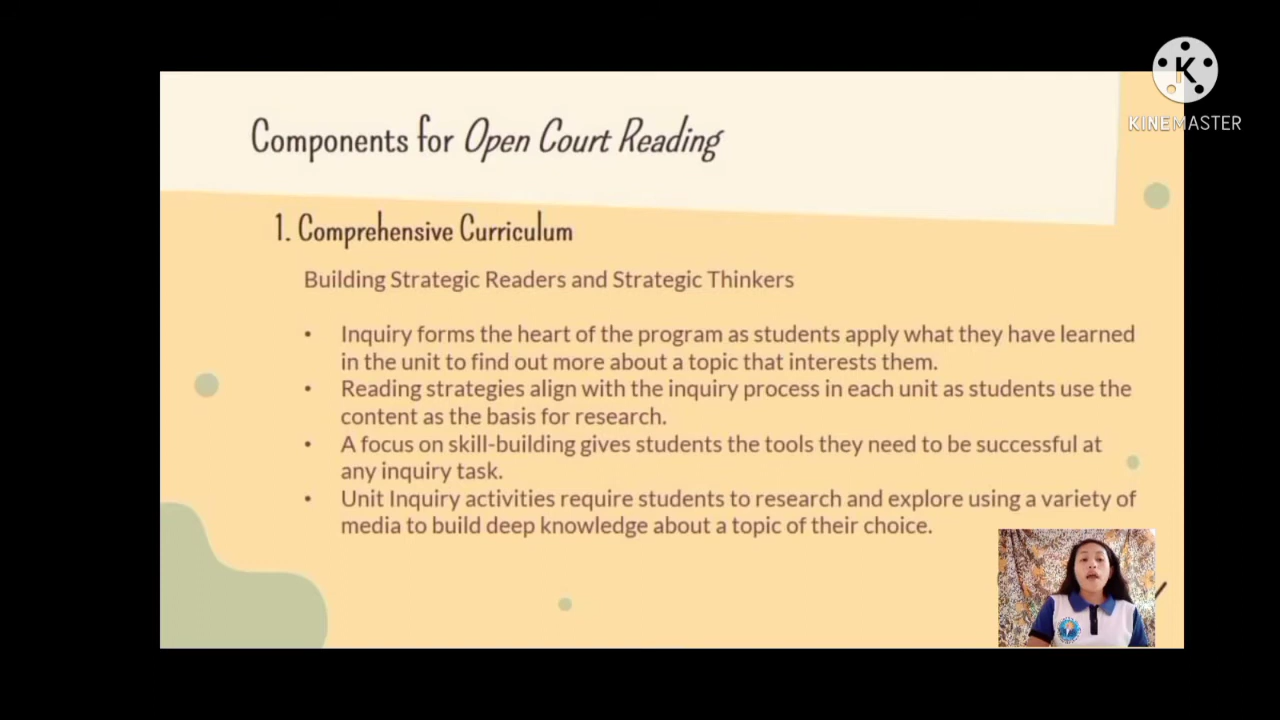 KINEMASTER
Components for Open Court Reading
1. Comprehensive Curriculum
Building Strategic Readers and Strategic Thinkers
• Inquiry forms the heart of the program as students apply what they have learned
in the unit to find out more about a topic that interests them.
• Reading strategies align with the inquiry process in each unit as students use the
content as the basis for research.
• A focus on skill-building gives students the tools they need to be successful at
any inquiry task.
• Unit Inquiry activities require students to research and explore using a variety of
media to build deep knowledge about a topic of their choice.